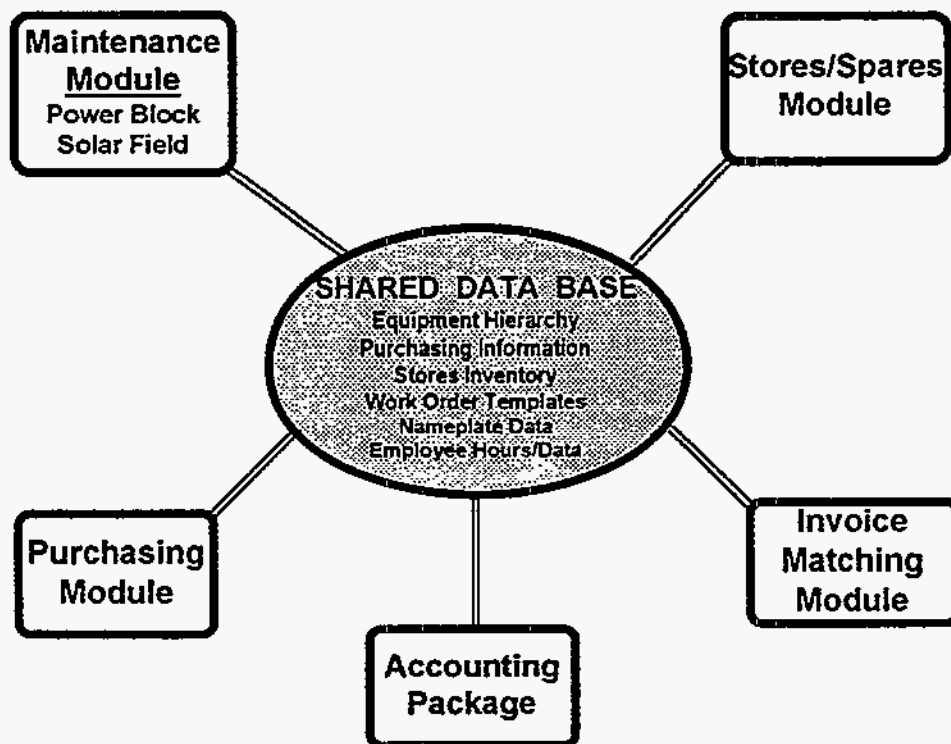 Maintenance
Module
Power Block
Solar Field
Stores/Spares
Module
SHARED DATA BASE
Equipment Hierarchy
Purchasing Information
Stores Inventory
Work Order Templates
Nameplate Data
Employee Hours/Data
Purchasing
Module
Invoice
Matching
Module
Accounting
Package